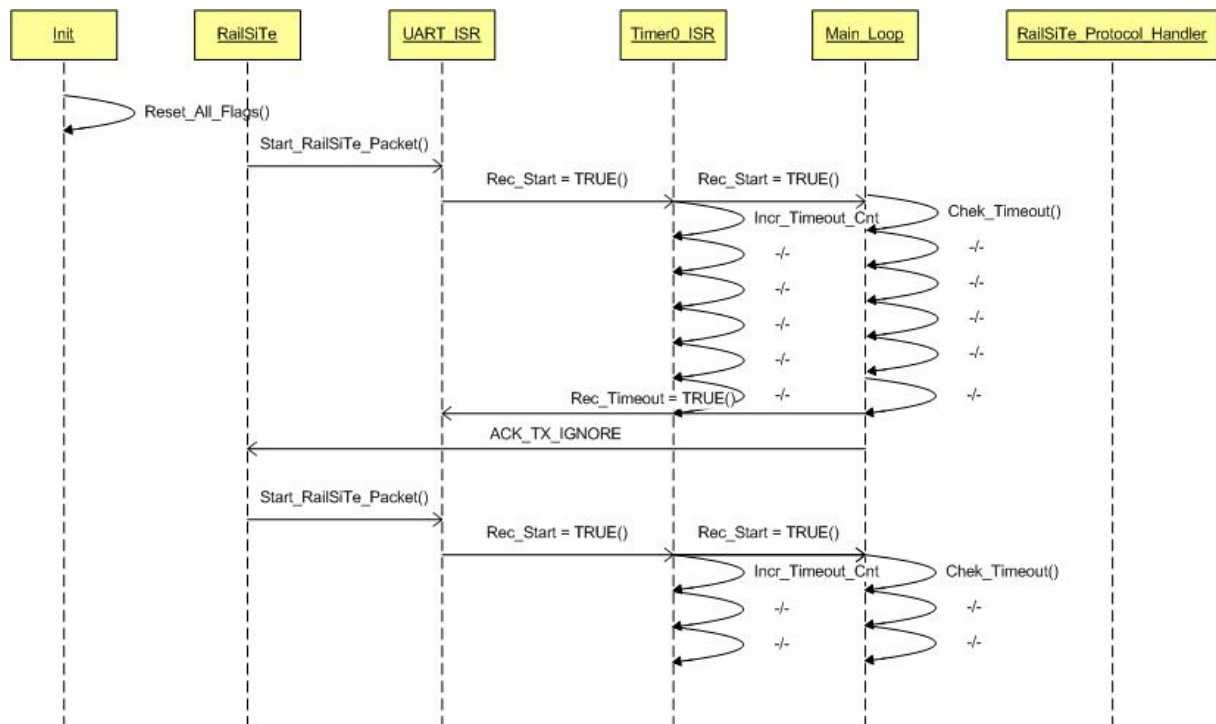 Init
RailSiTe
UART_ISR
Timer0_ISR
Main_Loop
RailSiTe_Protocol_Handler
Reset_All_Flags()
Start_RailSiTe_Packet()
Rec_Start = TRUE()
Rec_Start = TRUE()
Incr_Timeout_Cnt
Chek_Timeout()
-/-
-/-
-/-
-/-
-/-
-/-
-/-
-/-
-/-
-/-
Rec_Timeout = TRUE()
ACK_TX_IGNORE
Start_RailSiTe_Packet()
Rec_Start = TRUE()
Rec_Start = TRUE()
Incr_Timeout_Cnt
Chek_Timeout()
-/-
-/-
-/-
-/-